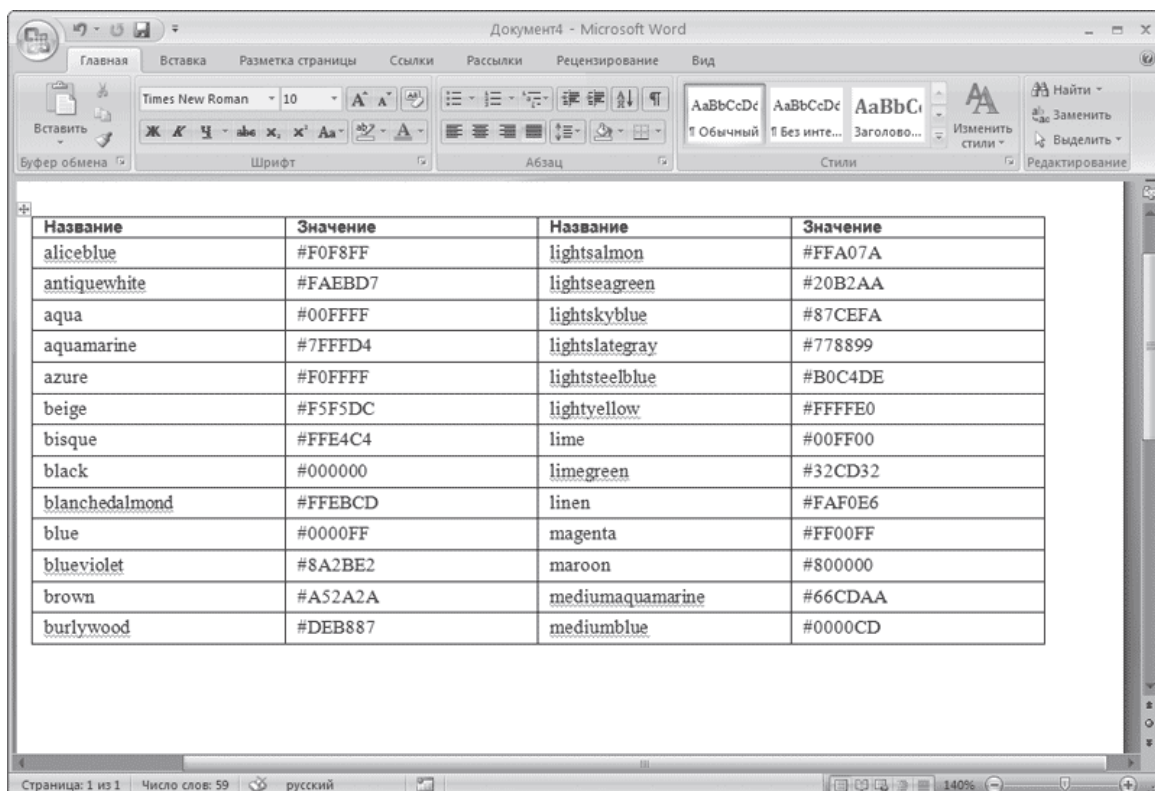 Документ4 - Microsoft Word
Главная Вставка Разметка страницы Ссылки Рассылки Рецензирование Вид
Times New Roman 10
Вставить
Ж К Ч abc x₂ x² Aa A
AaBbCcDc AaBbCcDc AaBbC
¶ Обычный ¶ Без инте... Заголово...
Изменить
стили
Найти
Заменить
Выделить
Буфер обмена Шрифт Абзац Стили Редактирование
Название Значение Название Значение
aliceblue #F0F8FF lightsalmon #FFA07A
antiquewhite #FAEBD7 lightseagreen #20B2AA
aqua #00FFFF lightskyblue #87CEFA
aquamarine #7FFFD4 lightslategray #778899
azure #F0FFFF lightsteelblue #B0C4DE
beige #F5F5DC lightyellow #FFFFE0
bisque #FFE4C4 lime #00FF00
black #000000 limegreen #32CD32
blanchedalmond #FFEBCD linen #FAF0E6
blue #0000FF magenta #FF00FF
blueviolet #8A2BE2 maroon #800000
brown #A52A2A mediumaquamarine #66CDAA
burlywood #DEB887 mediumblue #0000CD
Страница: 1 из 1 Число слов: 59 русский 140%